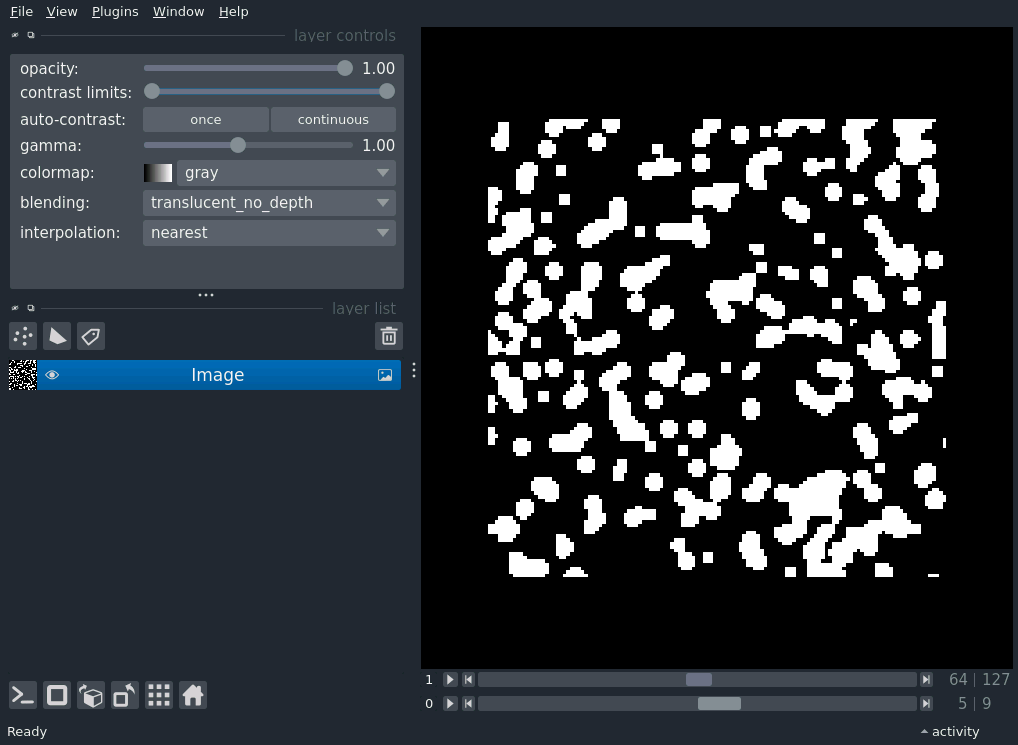 File View Plugins Window Help
layer controls
opacity: 1.00
contrast limits:
auto-contrast: once continuous
gamma: 1.00
colormap: gray
blending: translucent_no_depth
interpolation: nearest
layer list
Image
1 64 | 127
0 5 | 9
Ready activity